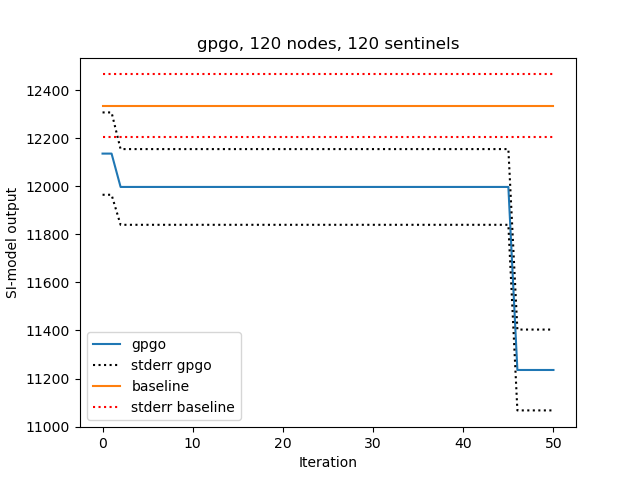 gpgo, 120 nodes, 120 sentinels
SI-model output
12400
12200
12000
11800
11600
11400
11200
11000
gpgo
stderr gpgo
baseline
stderr baseline
0 10 20 30 40 50
Iteration